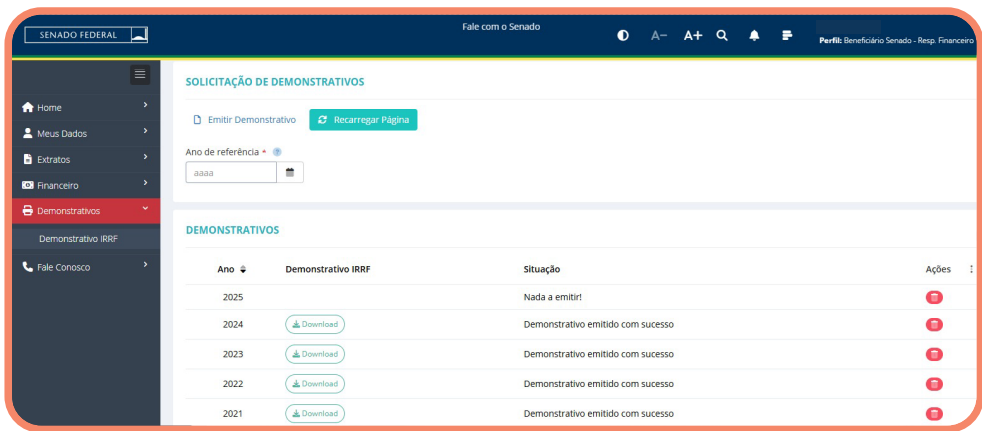 SENADO FEDERAL
Fale com o Senado
A− A+
Perfil: Beneficiário Senado - Resp. Financeiro
Home
Meus Dados
Extratos
Financeiro
Demonstrativos
Demonstrativo IRRF
Fale Conosco
SOLICITAÇÃO DE DEMONSTRATIVOS
Emitir Demonstrativo Recarregar Página
Ano de referência * ?
aaaa
DEMONSTRATIVOS
Ano Demonstrativo IRRF Situação Ações
2025 Nada a emitir!
2024 Download Demonstrativo emitido com sucesso
2023 Download Demonstrativo emitido com sucesso
2022 Download Demonstrativo emitido com sucesso
2021 Download Demonstrativo emitido com sucesso